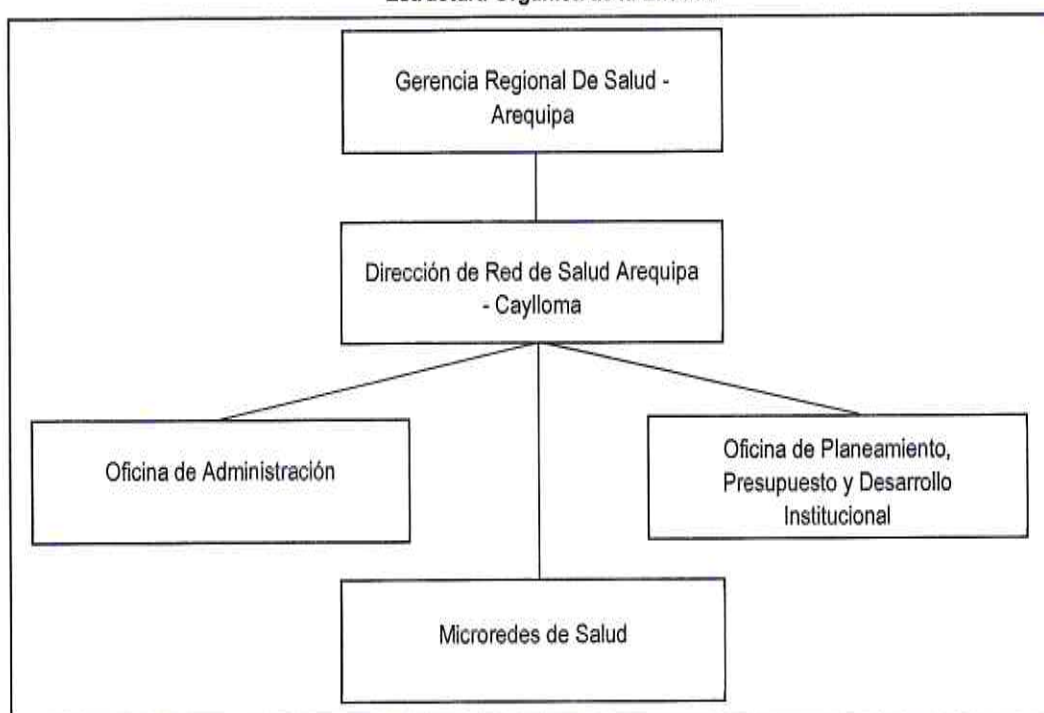 Gerencia Regional De Salud -
Arequipa
Dirección de Red de Salud Arequipa
- Caylloma
Oficina de Administración
Oficina de Planeamiento,
Presupuesto y Desarrollo
Institucional
Microredes de Salud